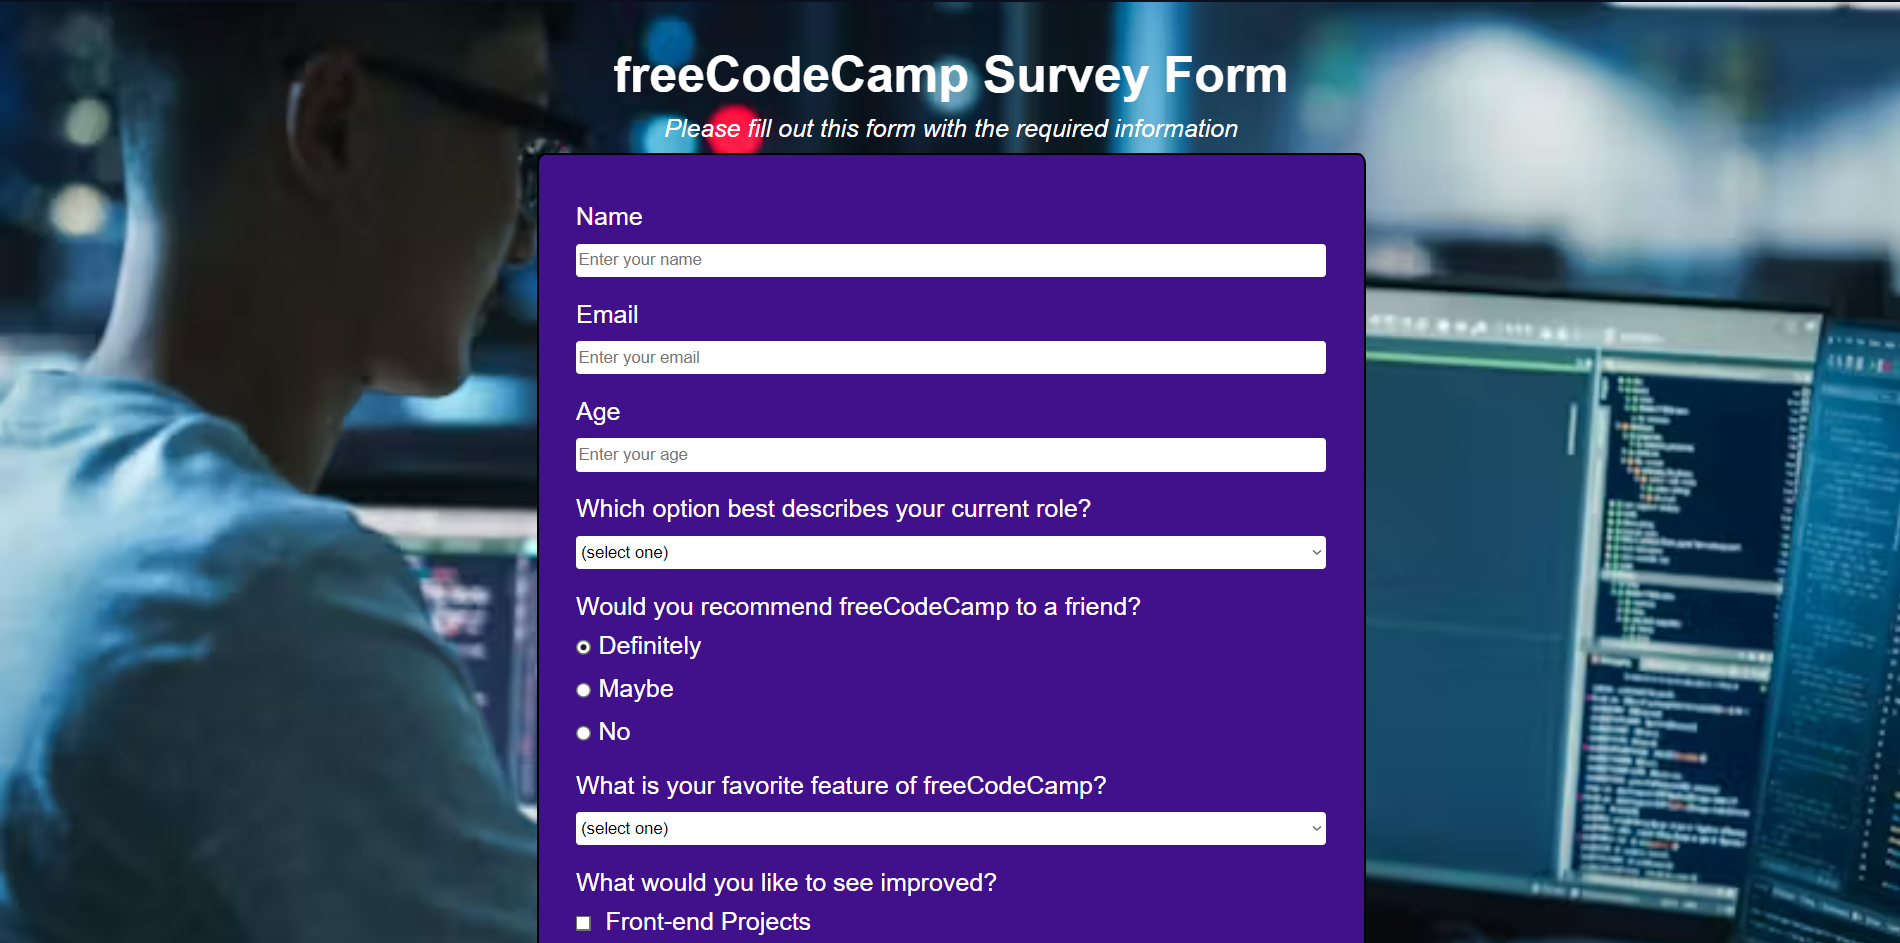 freeCodeCamp Survey Form
Please fill out this form with the required information
Name
Enter your name
Email
Enter your email
Age
Enter your age
Which option best describes your current role?
(select one)
Would you recommend freeCodeCamp to a friend?
Definitely
Maybe
No
What is your favorite feature of freeCodeCamp?
(select one)
What would you like to see improved?
Front-end Projects